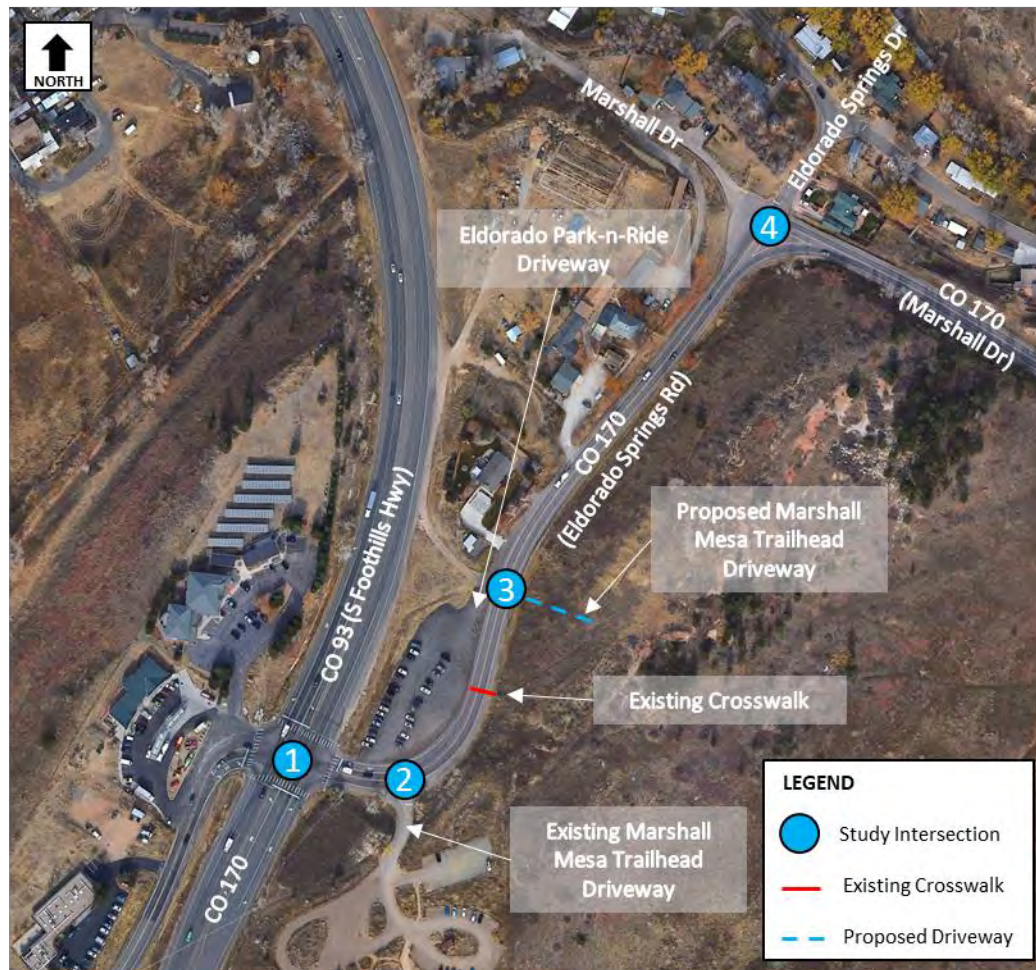 NORTH
Marshall Dr
Eldorado Springs Dr
Eldorado Park-n-Ride
Driveway
4
CO 170
(Marshall Dr)
CO 93 (S Foothills Hwy)
CO 170
(Eldorado Springs Rd)
Proposed Marshall
Mesa Trailhead
Driveway
3
Existing Crosswalk
1
2
CO 170
Existing Marshall
Mesa Trailhead
Driveway
LEGEND
Study Intersection
Existing Crosswalk
Proposed Driveway